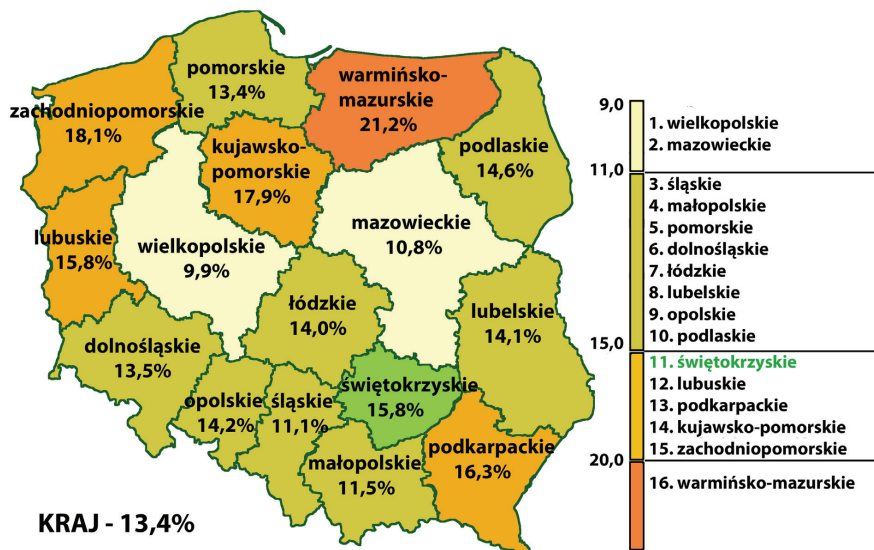 pomorskie
13,4%
warmińsko-
mazurskie
21,2%
zachodniopomorskie
18,1%
kujawsko-
pomorskie
17,9%
podlaskie
14,6%
lubuskie
15,8%
wielkopolskie
9,9%
mazowieckie
10,8%
łódzkie
14,0%
lubelskie
14,1%
dolnośląskie
13,5%
opolskie
14,2%
śląskie
11,1%
świętokrzyskie
15,8%
małopolskie
11,5%
podkarpackie
16,3%
KRAJ - 13,4%
9,0
1. wielkopolskie
2. mazowieckie
11,0
3. śląskie
4. małopolskie
5. pomorskie
6. dolnośląskie
7. łódzkie
8. lubelskie
9. opolskie
10. podlaskie
15,0
11. świętokrzyskie
12. lubuskie
13. podkarpackie
14. kujawsko-pomorskie
15. zachodniopomorskie
20,0
16. warmińsko-mazurskie